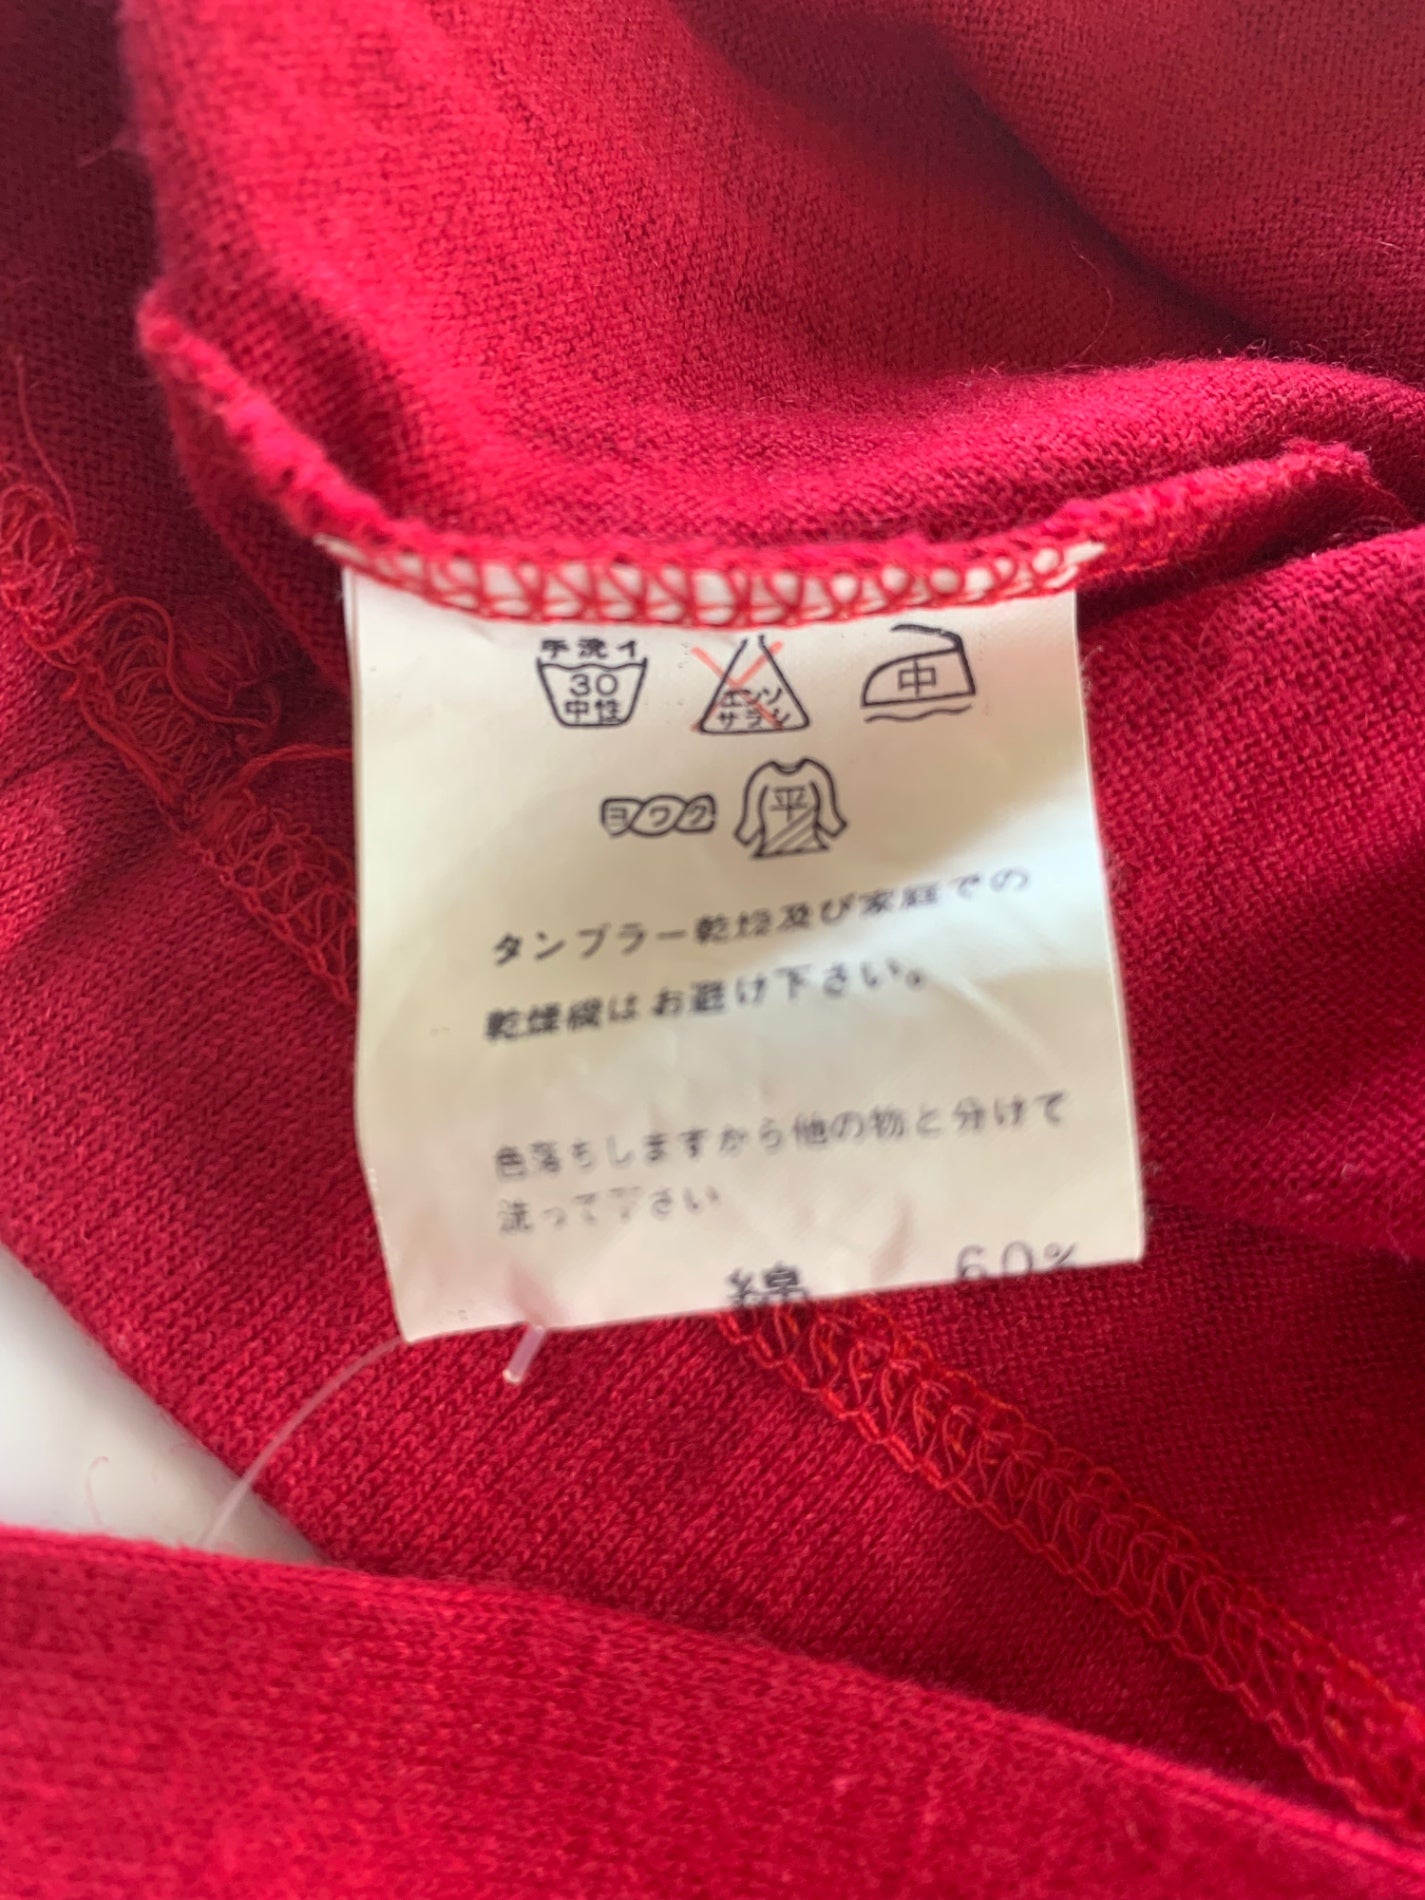 手洗イ
30
中性
エンソ
サラシ
中
ヨワク
平
タンブラー乾燥及び家庭での
乾燥機はお避け下さい。
色落ちしますから他の物と分けて
洗って下さい
綿 60%